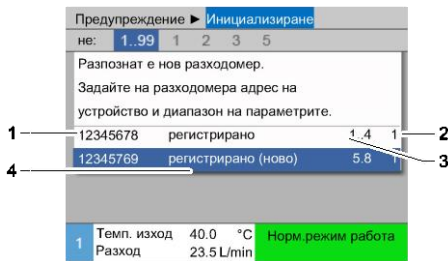 Предупреждение ► Инициализиране
не: 1..99 1 2 3 5
Разпознат е нов разходомер.
Задайте на разходомера адрес на
устройство и диапазон на параметрите.
1 12345678 регистрирано 1..4 1 2
3
12345769 регистрирано (ново) 5.8 1
4
1 Темп. изход 40.0 °C Норм.режим работа
Разход 23.5 L/min